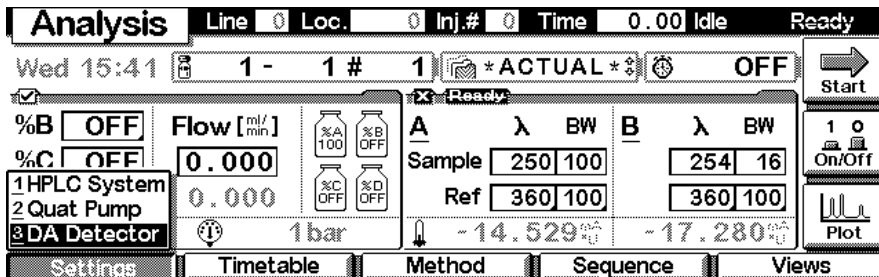 Analysis Line 0 Loc. 0 Inj.# 0 Time 0.00 Idle Ready
Wed 15:41 1 - 1 # 1 *ACTUAL* OFF
Start
Ready
%B OFF Flow [ml/min] %A 100 %B OFF A λ BW B λ BW
%C OFF 0.000 Sample 250 100 254 16
1 0
On/Off
1 HPLC System
2 Quat Pump 0.000 %C OFF %D OFF Ref 360 100 360 100
3 DA Detector 1bar -14.529 -17.280
Plot
Settings Timetable Method Sequence Views